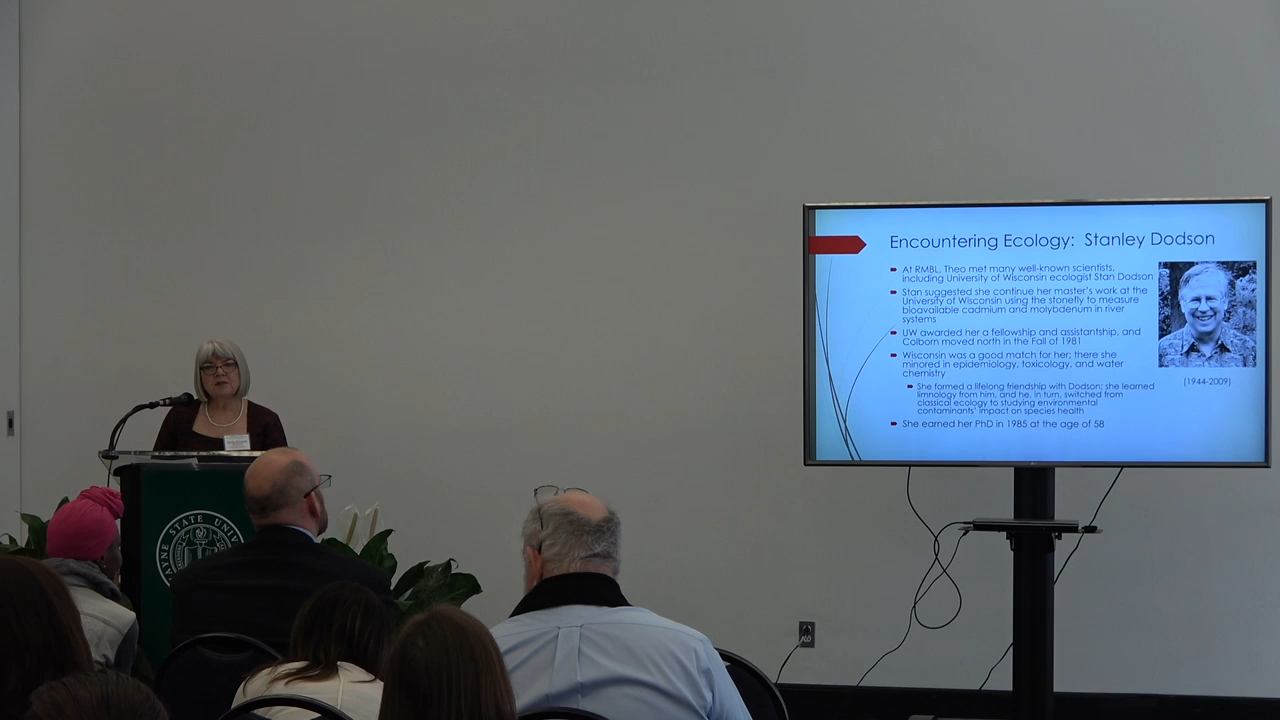 Encountering Ecology: Stanley Dodson
At RMBL, Theo met many well-known scientists,
including University of Wisconsin ecologist Stan Dodson
Stan suggested she continue her master's work at the
University of Wisconsin using the stonefly to measure
bioavailable cadmium and molybdenum in river
systems
UW awarded her a fellowship and assistantship, and
Colborn moved north in the Fall of 1981
Wisconsin was a good match for her; there she
minored in epidemiology, toxicology, and water
chemistry
She formed a lifelong friendship with Dodson; she learned
limnology from him, and he, in turn, switched from
classical ecology to studying environmental
contaminants' impact on species health
She earned her PhD in 1985 at the age of 58
(1944-2009)
AYNE STATE UNIV